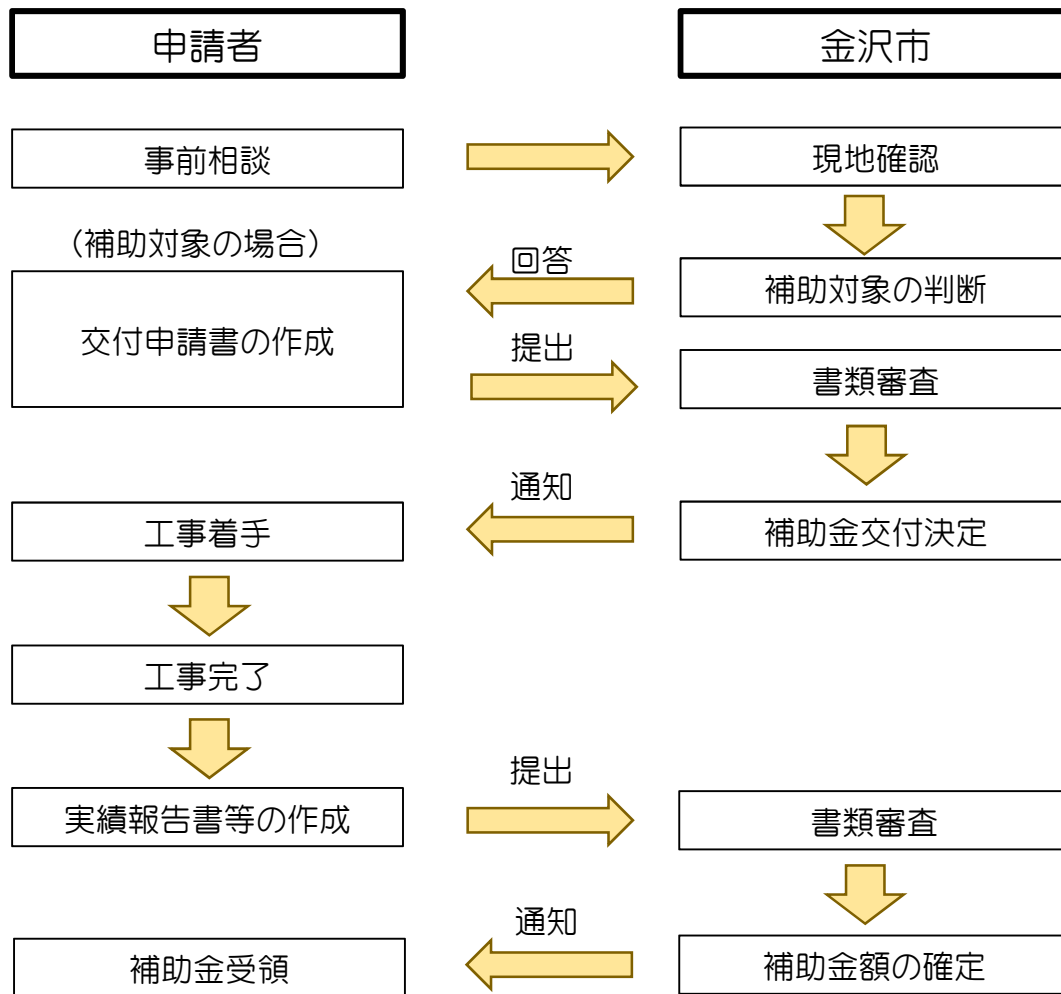 申請者
金沢市
事前相談
現地確認
（補助対象の場合）
回答
補助対象の判断
交付申請書の作成
提出
書類審査
通知
工事着手
補助金交付決定
工事完了
提出
実績報告書等の作成
書類審査
通知
補助金受領
補助金額の確定